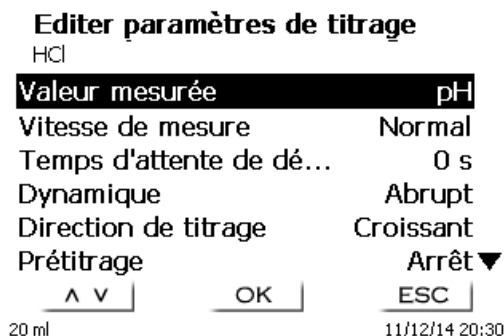 Editer paramètres de titrage
HCl
Valeur mesurée pH
Vitesse de mesure Normal
Temps d'attente de dé... 0 s
Dynamique Abrupt
Direction de titrage Croissant
Prétitrage Arrêt ▼
∧ ∨ OK ESC
20 ml 11/12/14 20:30